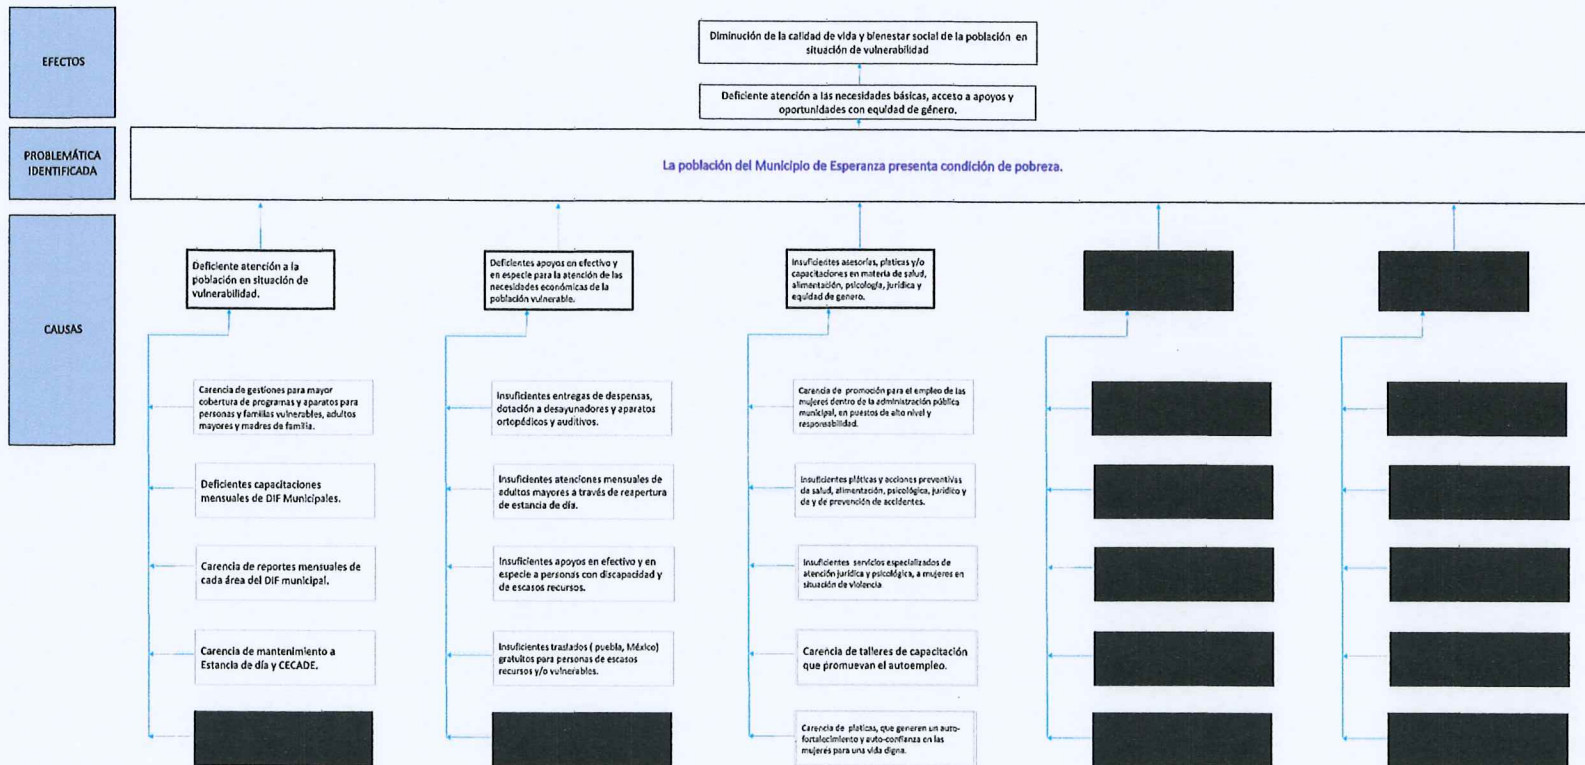 EFECTOS
Diminución de la calidad de vida y bienestar social de la población en
situación de vulnerabilidad
Deficiente atención a las necesidades básicas, acceso a apoyos y
oportunidades con equidad de género.
PROBLEMÁTICA
IDENTIFICADA
La población del Municipio de Esperanza presenta condición de pobreza.
CAUSAS
Deficiente atención a la
población en situación de
vulnerabilidad.
Carencia de gestiones para mayor
cobertura de programas y aparatos para
personas y familias vulnerables, adultos
mayores y madres de familia.
Deficientes capacitaciones
mensuales de DIF Municipales.
Carencia de reportes mensuales de
cada área del DIF municipal.
Carencia de mantenimiento a
Estancia de día y CECADE.
Deficientes apoyos en efectivo y
en especie para la atención de las
necesidades económicas de la
población vulnerable.
Insuficientes entregas de despensas,
dotación a desayunadores y aparatos
ortopédicos y auditivos.
Insuficientes atenciones mensuales de
adultos mayores a través de reapertura
de estancia de día.
Insuficientes apoyos en efectivo y en
especie a personas con discapacidad y
de escasos recursos.
Insuficientes traslados ( puebla, México)
gratuitos para personas de escasos
recursos y/o vulnerables.
Insuficientes asesorías, platicas y/o
capacitaciones en materia de salud,
alimentación, psicología, jurídica y
equidad de genero.
Carencia de promoción para el empleo de las
mujeres dentro de la administración pública
municipal, en puestos de alto nivel y
responsabilidad.
Insuficientes pláticas y acciones preventivas
de salud, alimentación, psicológica, jurídico y
de y de prevención de accidentes.
Insuficientes servicios especializados de
atención jurídica y psicológica, a mujeres en
situación de violencia
Carencia de talleres de capacitación
que promuevan el autoempleo.
Carencia de platicas, que generen un auto-
fortalecimiento y auto-confianza en las
mujeres para una vida digna.